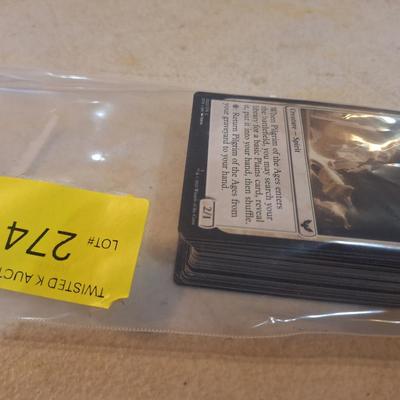 Creature — Spirit
When Pilgrim of the Ages enters
the battlefield, you may search your
library for a basic Plains card, reveal
it, put it into your hand, then shuffle.
Return Pilgrim of the Ages from
your graveyard to your hand.
2/1
TWISTED K AUCT
LOT# 274